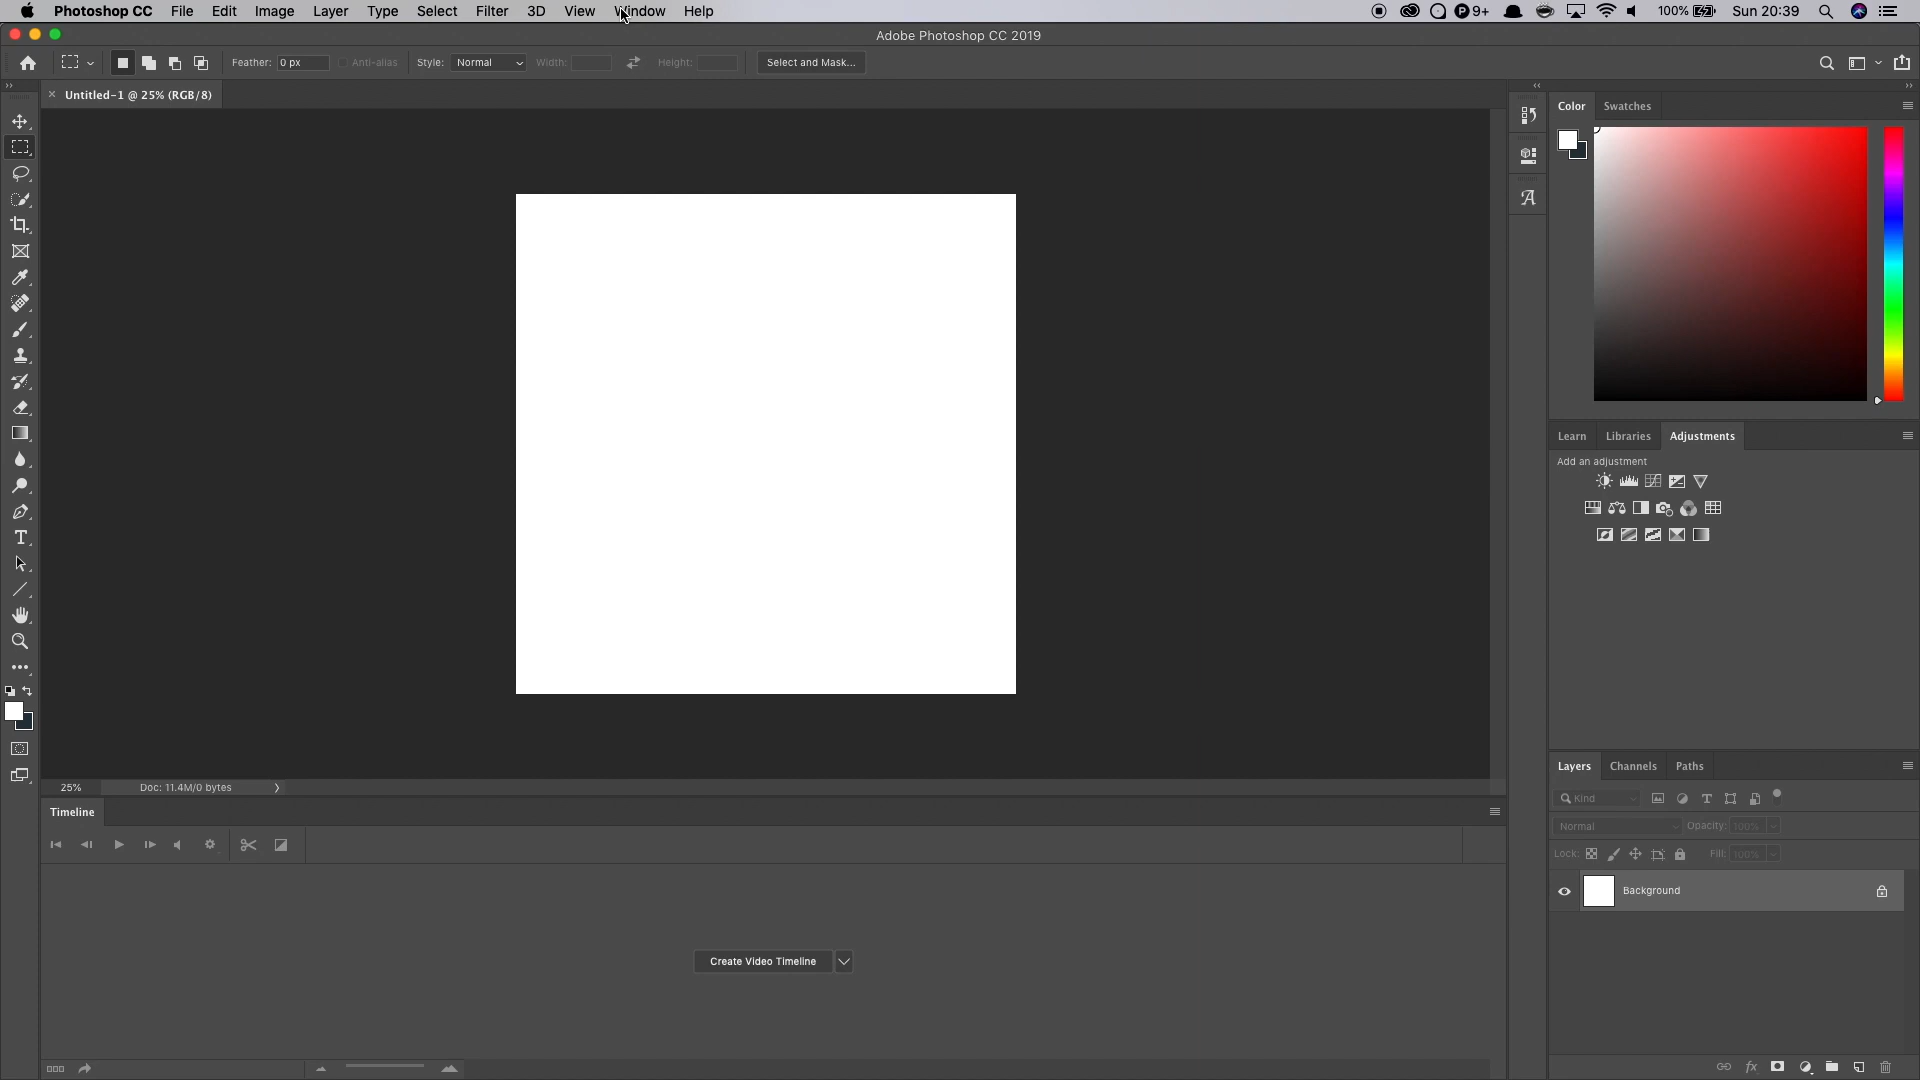 Photoshop CC File Edit Image Layer Type Select Filter 3D View Window Help 9+ 100% Sun 20:39
Adobe Photoshop CC 2019
Feather: 0 px Anti-alias Style: Normal Width: Height: Select and Mask...
Untitled-1 @ 25% (RGB/8)
Color Swatches
Learn Libraries Adjustments
Add an adjustment
Layers Channels Paths
Kind
Normal Opacity: 100%
Lock: Fill: 100%
Background
25% Doc: 11.4M/0 bytes
Timeline
Create Video Timeline